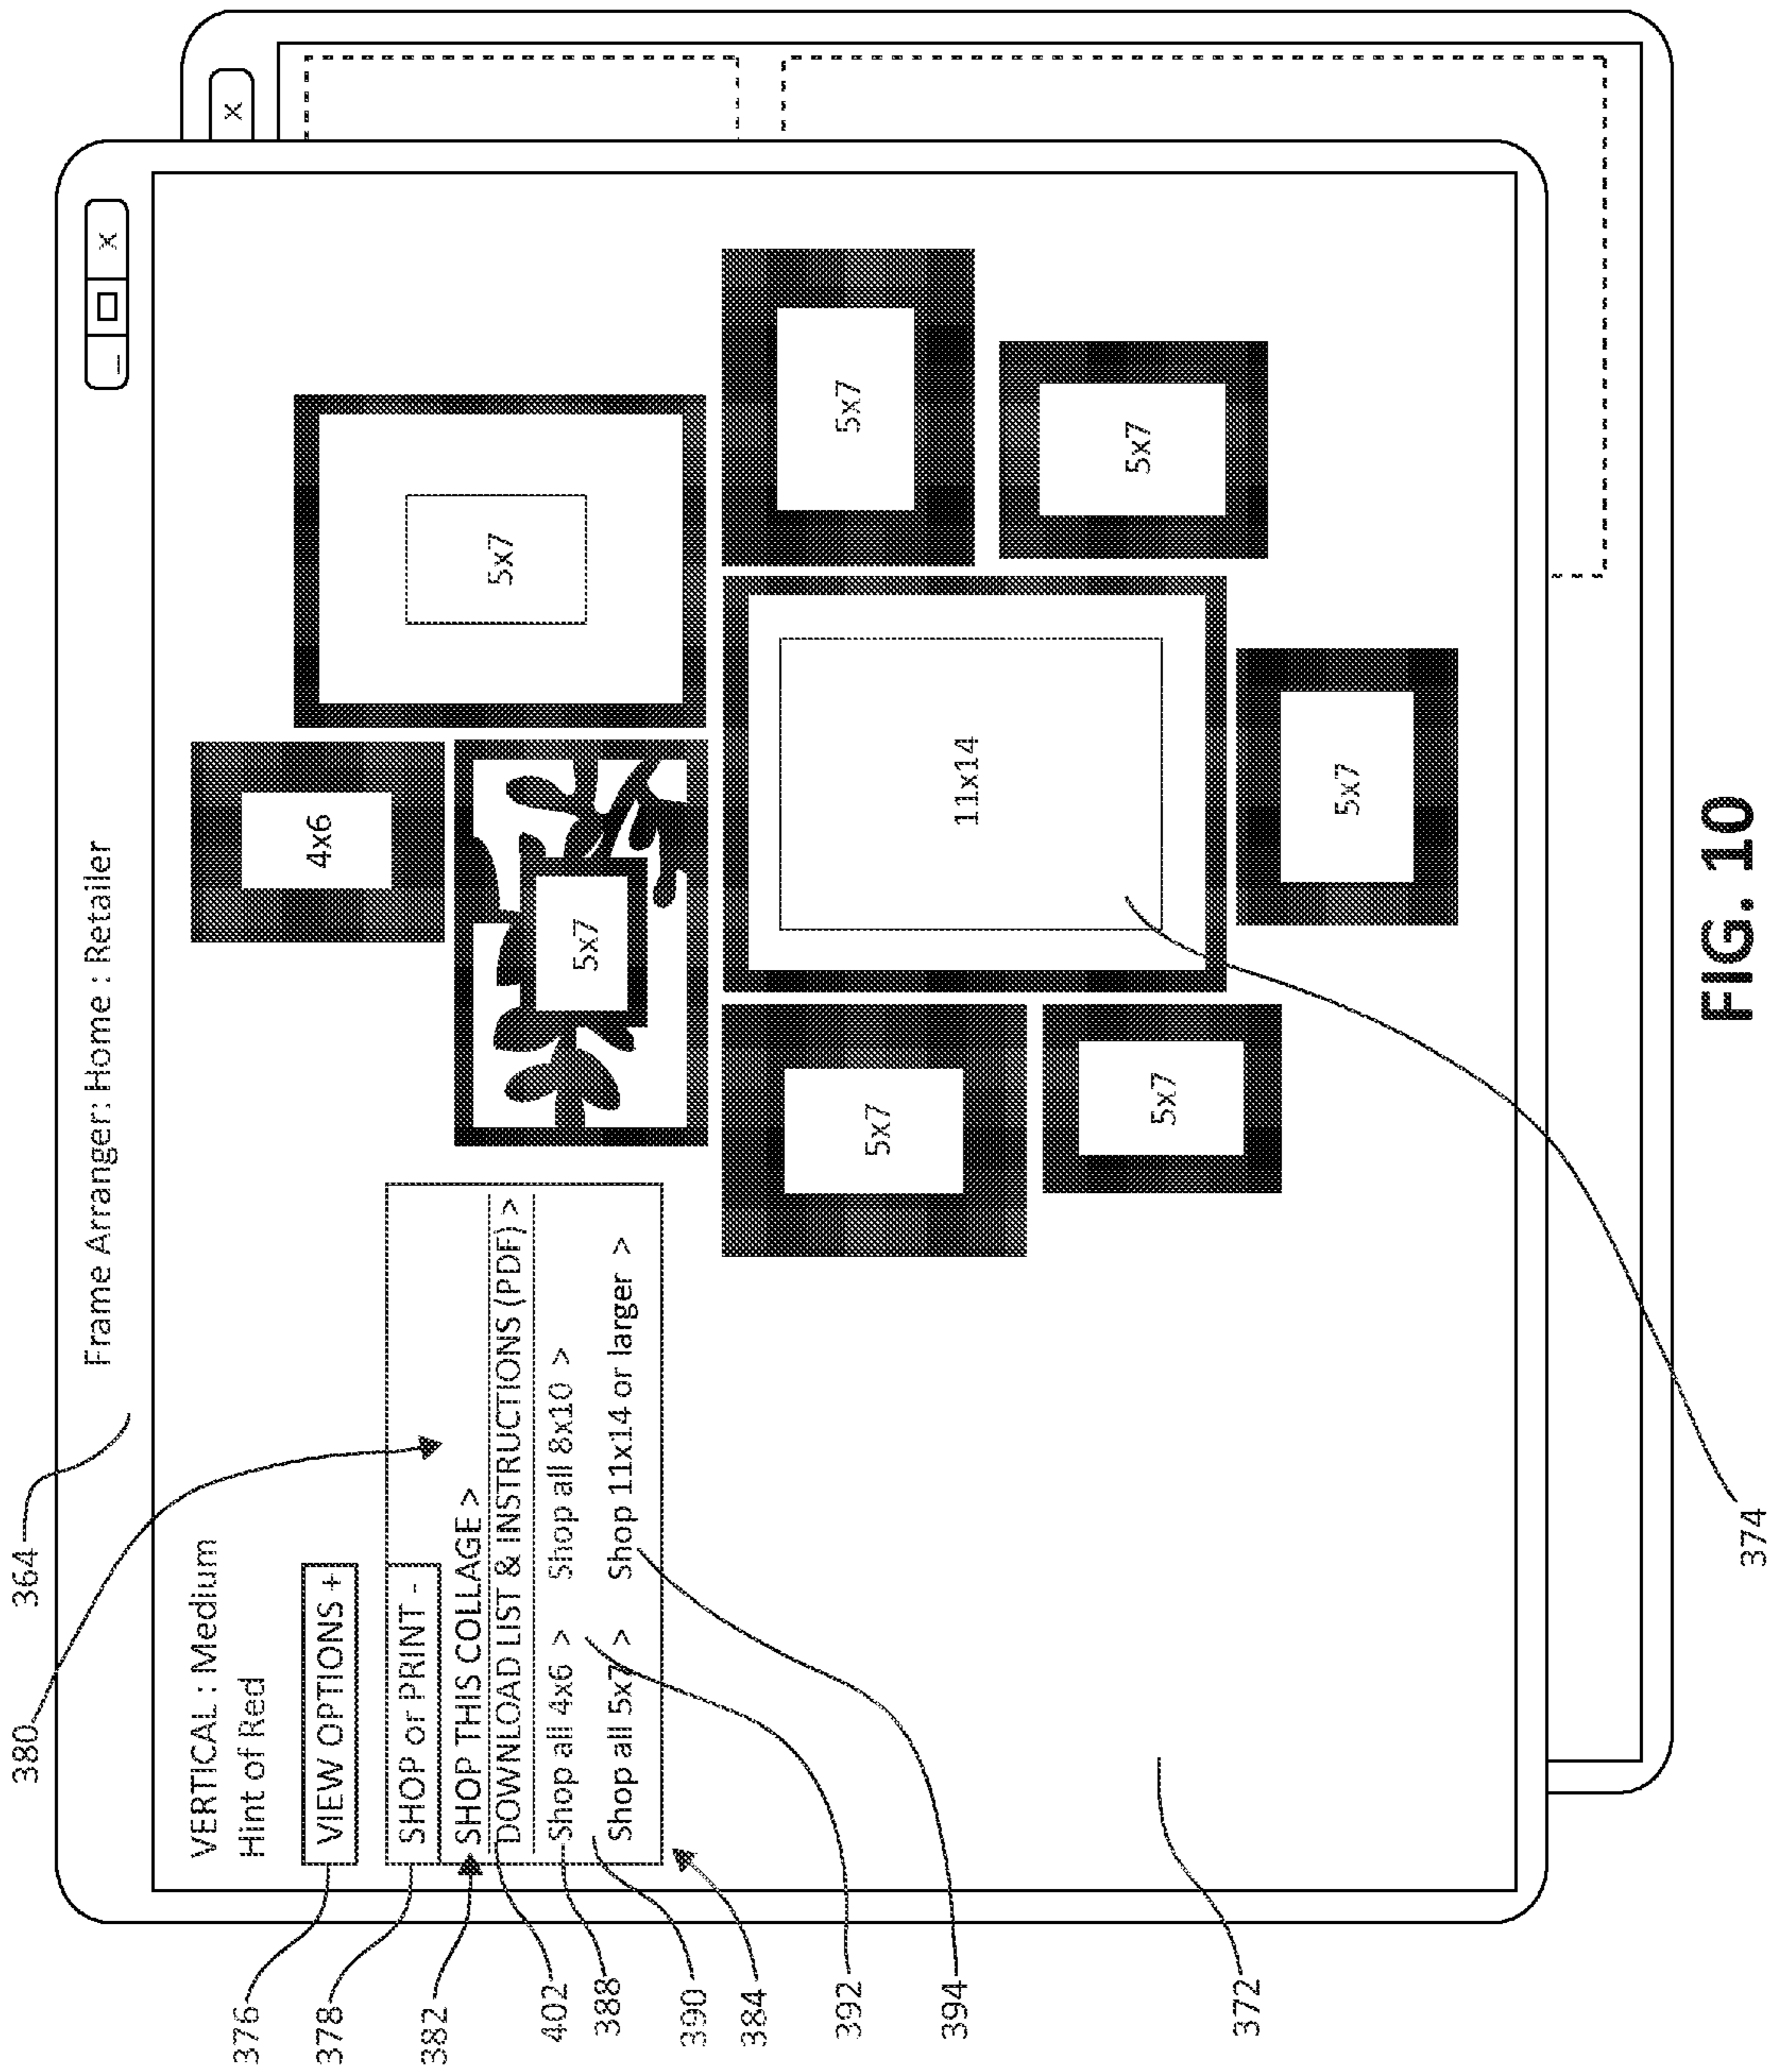 380
364
Frame Arranger: Home : Retailer
_ X
X
VERTICAL : Medium
Hint of Red
376
VIEW OPTIONS +
378
SHOP or PRINT -
382
SHOP THIS COLLAGE >
DOWNLOAD LIST & INSTRUCTIONS (PDF) >
402
Shop all 4x6 > Shop all 8x10 >
388
Shop all 5x7 > Shop 11x14 or larger >
390
384
392
394
372
4x6
5x7
5x7
5x7
11x14
5x7
5x7
5x7
5x7
374
FIG. 10